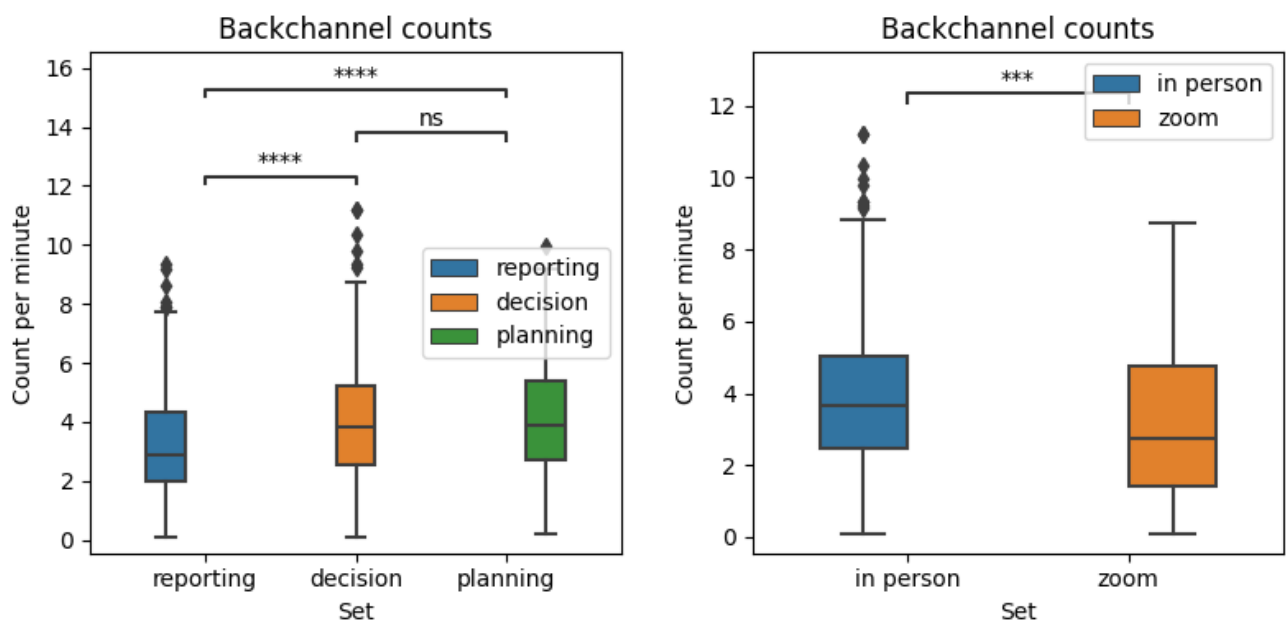 Backchannel counts
16
14
12
10
8
6
4
2
0
Count per minute
****
ns
****
reporting
decision
planning
reporting decision planning
Set
Backchannel counts
12
10
8
6
4
2
0
Count per minute
***
in person
zoom
in person zoom
Set